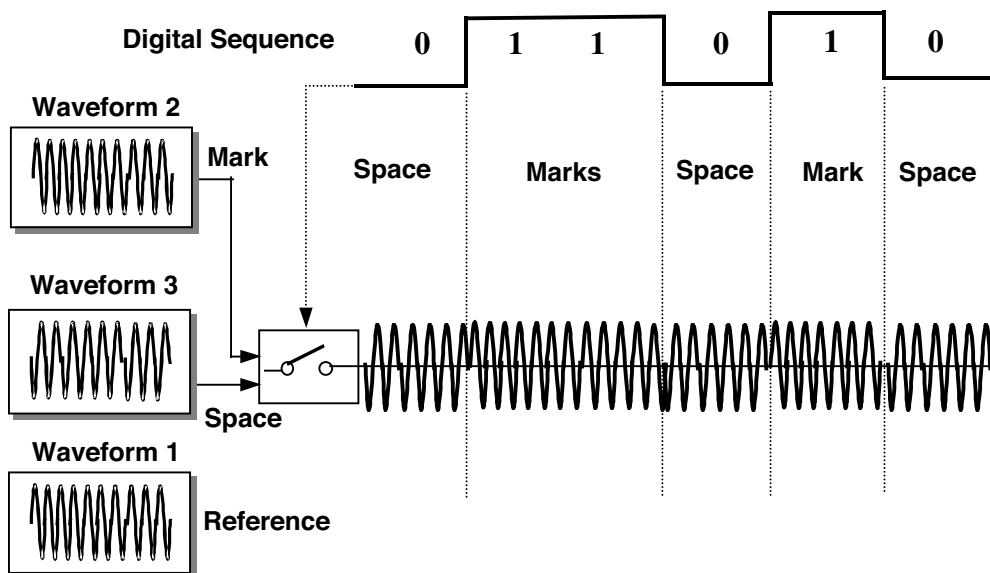 Digital Sequence 0 1 1 0 1 0
Waveform 2
Mark
Space Marks Space Mark Space
Waveform 3
Space
Waveform 1
Reference